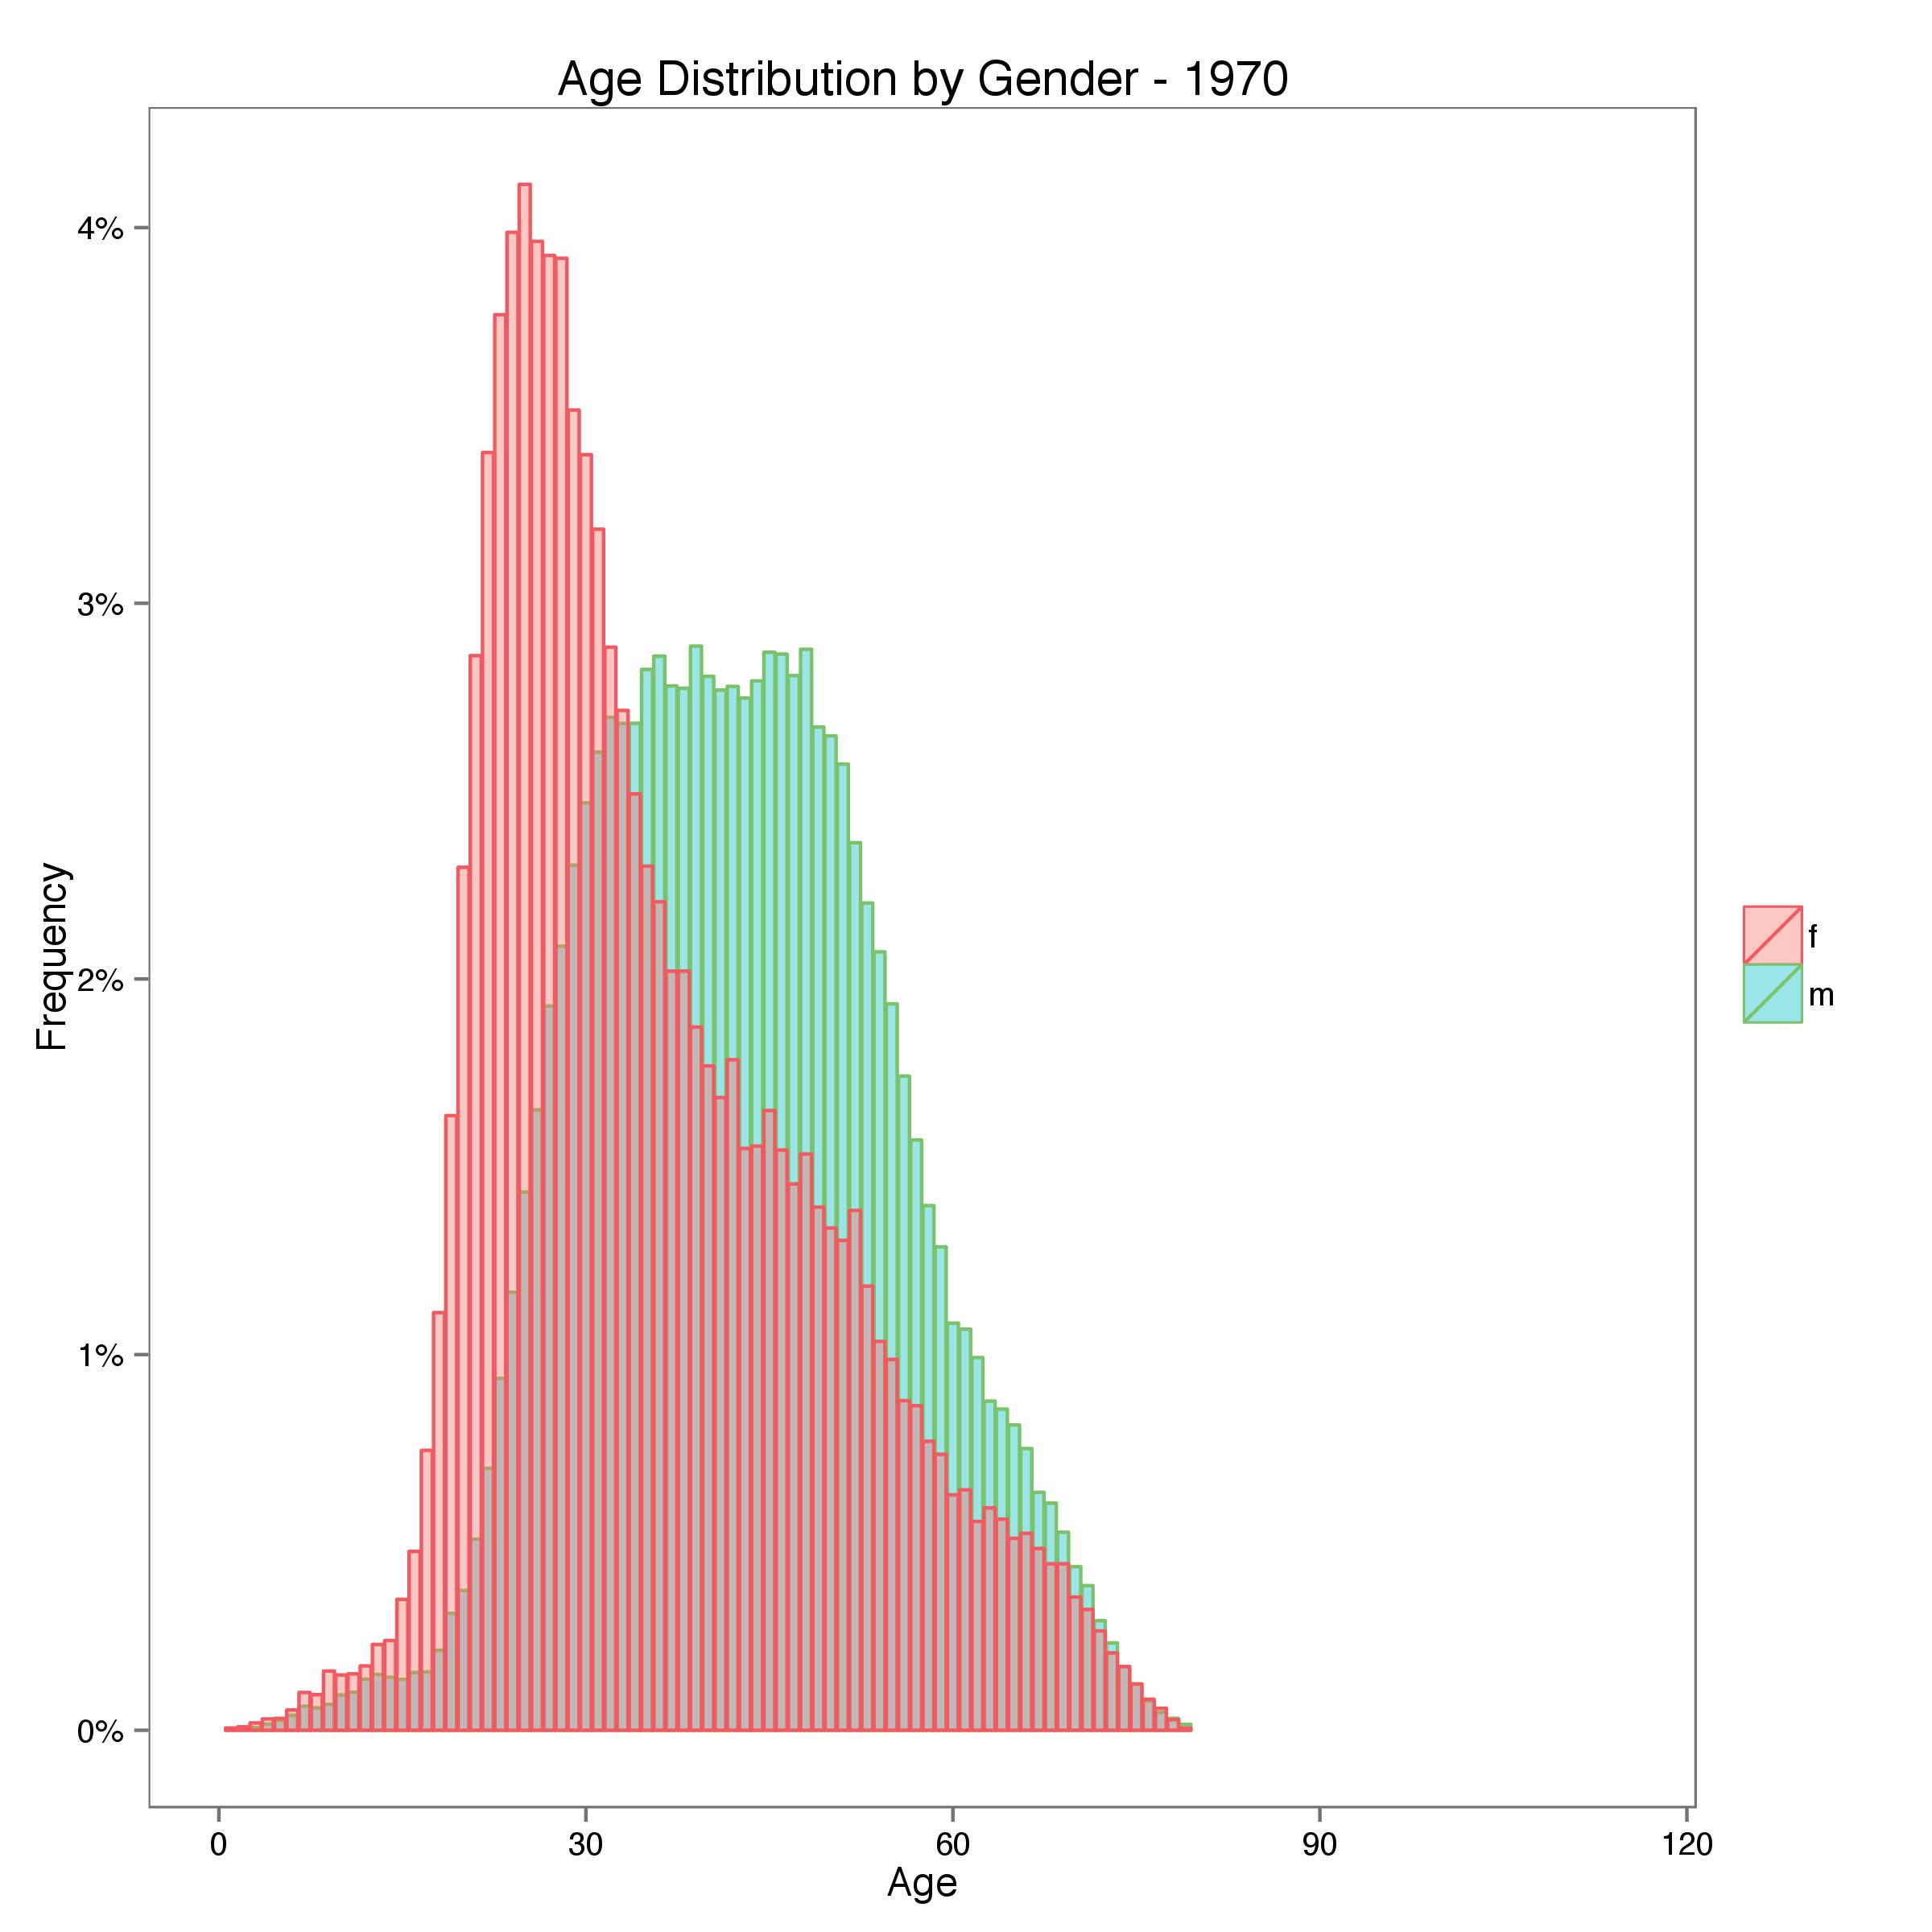 Age Distribution by Gender - 1970
Frequency
4%
3%
2%
1%
0%
0 30 60 90 120
Age
f
m